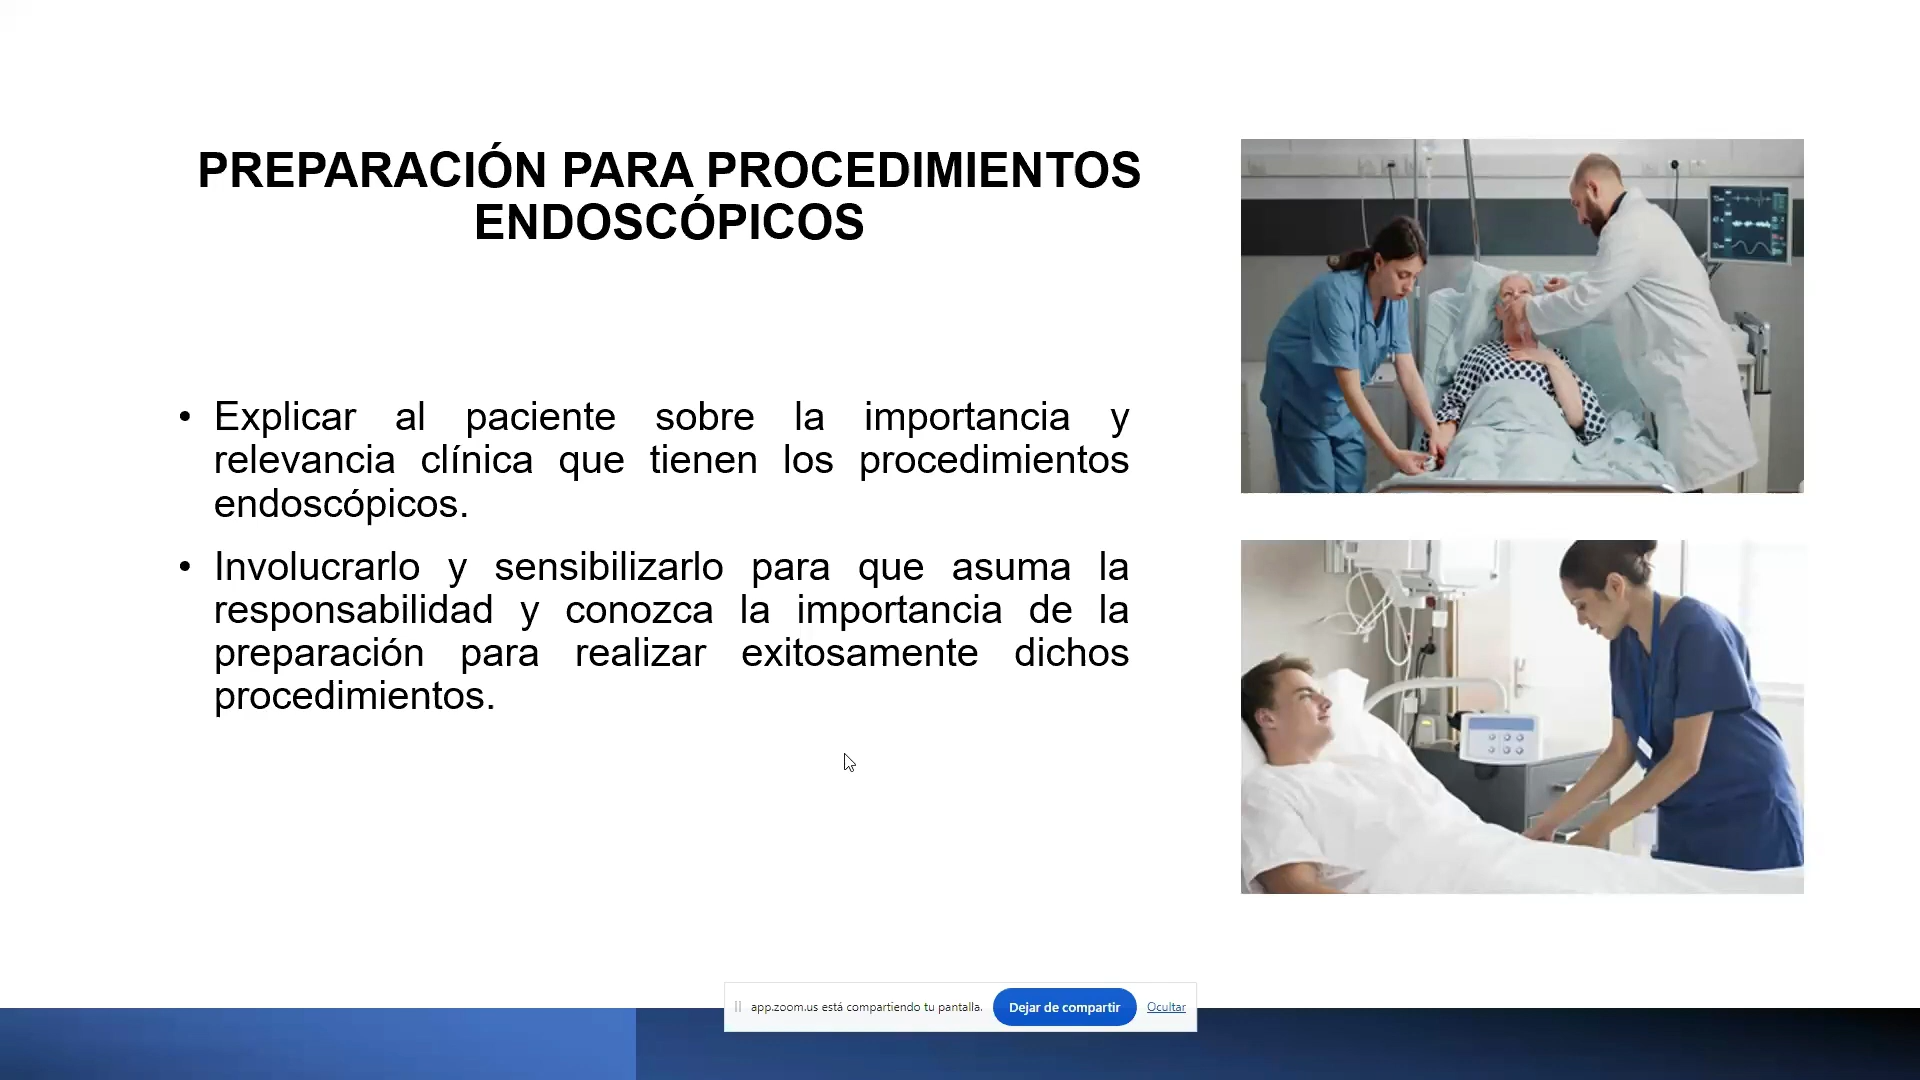 PREPARACIÓN PARA PROCEDIMIENTOS
ENDOSCÓPICOS
• Explicar al paciente sobre la importancia y
relevancia clínica que tienen los procedimientos
endoscópicos.
• Involucrarlo y sensibilizarlo para que asuma la
responsabilidad y conozca la importancia de la
preparación para realizar exitosamente dichos
procedimientos.
app.zoom.us está compartiendo tu pantalla.
Dejar de compartir
Ocultar